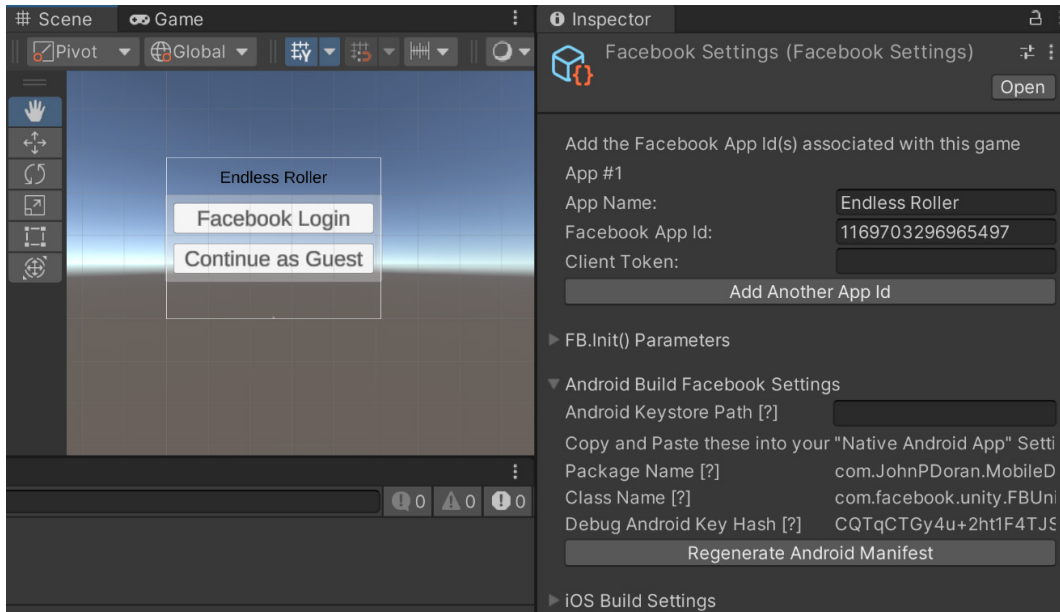 Scene Game
Pivot Global
Endless Roller
Facebook Login
Continue as Guest
0 0 0
Inspector
Facebook Settings (Facebook Settings)
Open
Add the Facebook App Id(s) associated with this game
App #1
App Name: Endless Roller
Facebook App Id: 1169703296965497
Client Token:
Add Another App Id
FB.Init() Parameters
Android Build Facebook Settings
Android Keystore Path [?]
Copy and Paste these into your "Native Android App" Setti
Package Name [?] com.JohnPDoran.MobileD
Class Name [?] com.facebook.unity.FBUni
Debug Android Key Hash [?] CQTqCTGy4u+2ht1F4TJS
Regenerate Android Manifest
iOS Build Settings